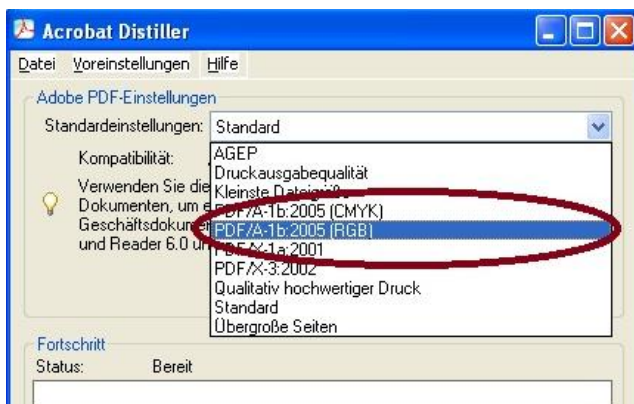 Acrobat Distiller
Datei Voreinstellungen Hilfe
Adobe PDF-Einstellungen
Standardeinstellungen: Standard
Kompatibilität:
AGEP
Druckausgabequalität
Verwenden Sie die
Kleinste Dateigröße
Dokumenten, um
PDF/A-1b:2005 (CMYK)
Geschäftsdokumen
PDF/A-1b:2005 (RGB)
und Reader 6.0
PDF/X-1a:2001
PDF/X-3:2002
Qualitativ hochwertiger Druck
Standard
Übergroße Seiten
Fortschritt
Status: Bereit